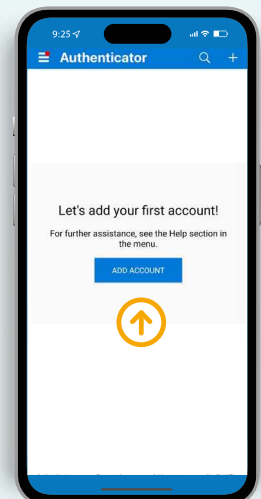 9:25
Authenticator
Let's add your first account!
For further assistance, see the Help section in
the menu.
ADD ACCOUNT